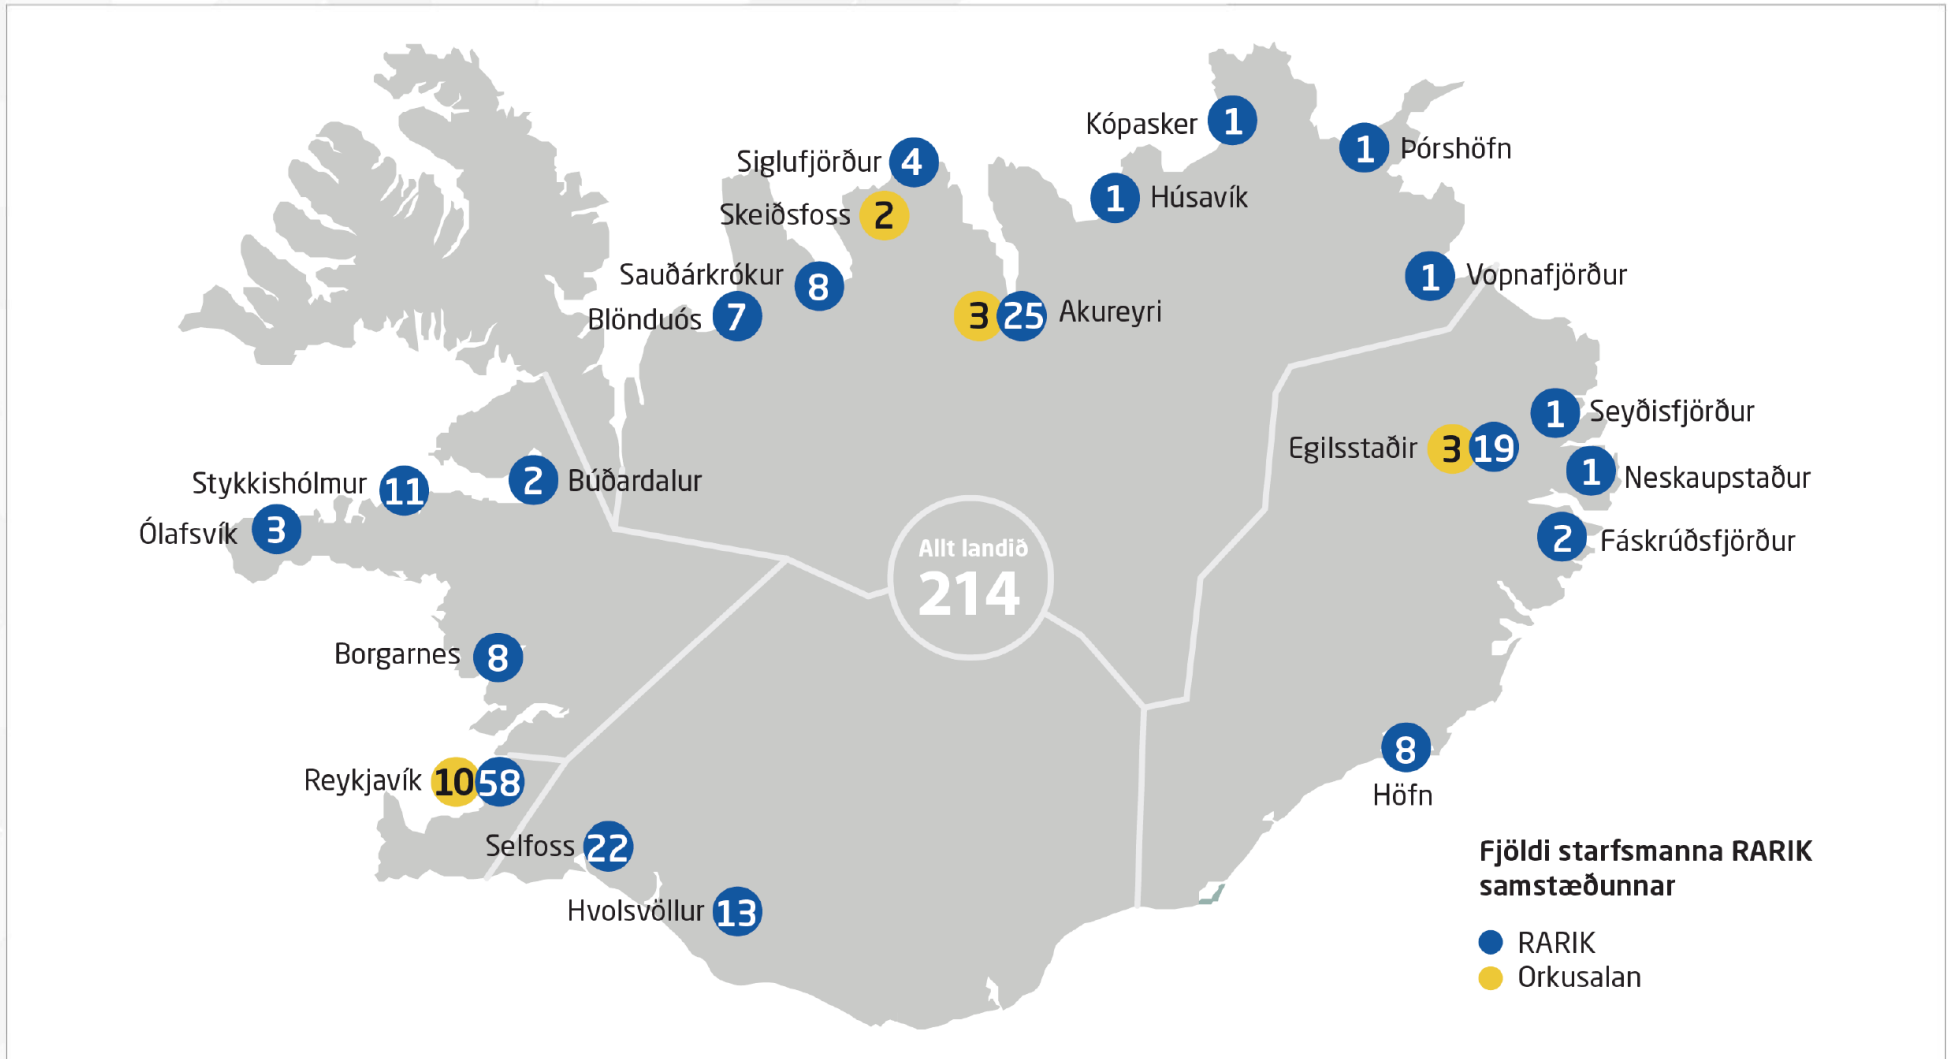 Kópasker 1
1 Þórshöfn
Siglufjörður 4
1 Húsavík
Skeiðsfoss 2
Sauðárkrókur 8
1 Vopnafjörður
Blönduós 7
3 25 Akureyri
1 Seyðisfjörður
Egilsstaðir 3 19
1 Neskaupstaður
Stykkishólmur 11
2 Búðardalur
Ólafsvík 3
2 Fáskrúðsfjörður
Allt landið
214
Borgarnes 8
8
Höfn
Reykjavík 10 58
Selfoss 22
Hvolsvöllur 13
Fjöldi starfsmanna RARIK
samstæðunnar
RARIK
Orkusalan